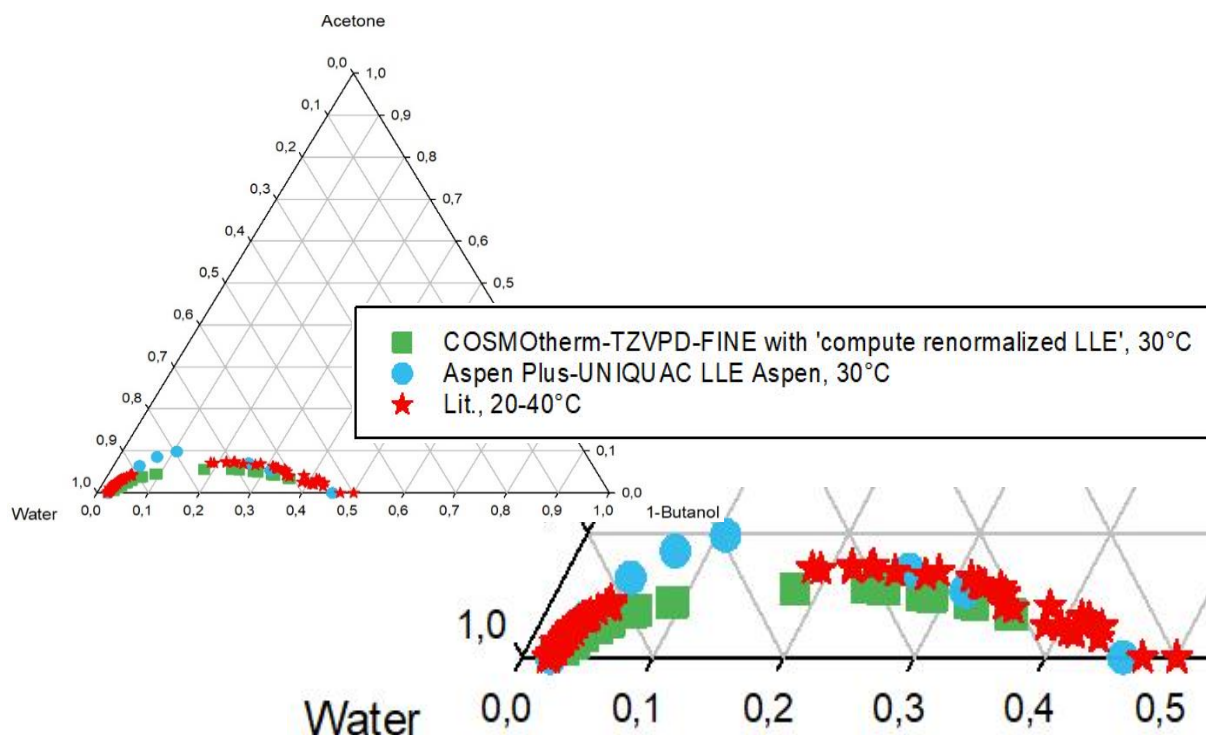 Acetone
0,0
1,0
0,1
0,9
0,2
0,8
0,3
0,7
0,4
0,6
0,5
0,5
COSMOtherm-TZVPD-FINE with 'compute renormalized LLE', 30°C
Aspen Plus-UNIQUAC LLE Aspen, 30°C
Lit., 20-40°C
0,6
0,7
0,8
0,9
0,1
1,0
0,0
Water
0,0 0,1 0,2 0,3 0,4 0,5 0,6 0,7 0,8 0,9 1,0
1-Butanol
1,0
Water
0,0 0,1 0,2 0,3 0,4 0,5